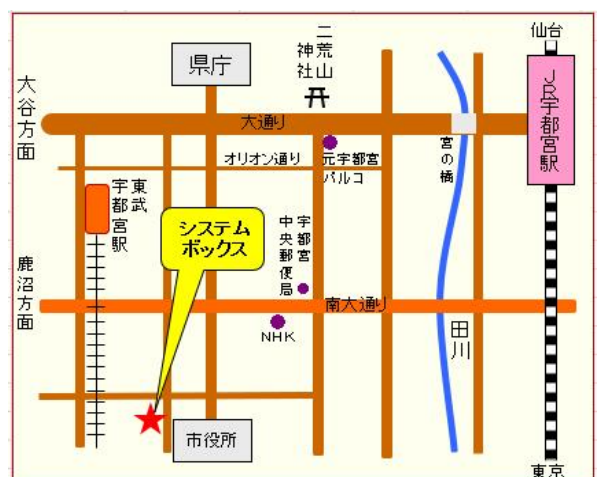 仙台
県庁
二荒山
神社
JR宇都宮駅
大谷方面
大通り
宮の橋
オリオン通り
元宇都宮
パルコ
東武
宇都宮駅
システム
ボックス
宇都宮
中央郵便局
鹿沼方面
南大通り
田川
NHK
市役所
東京